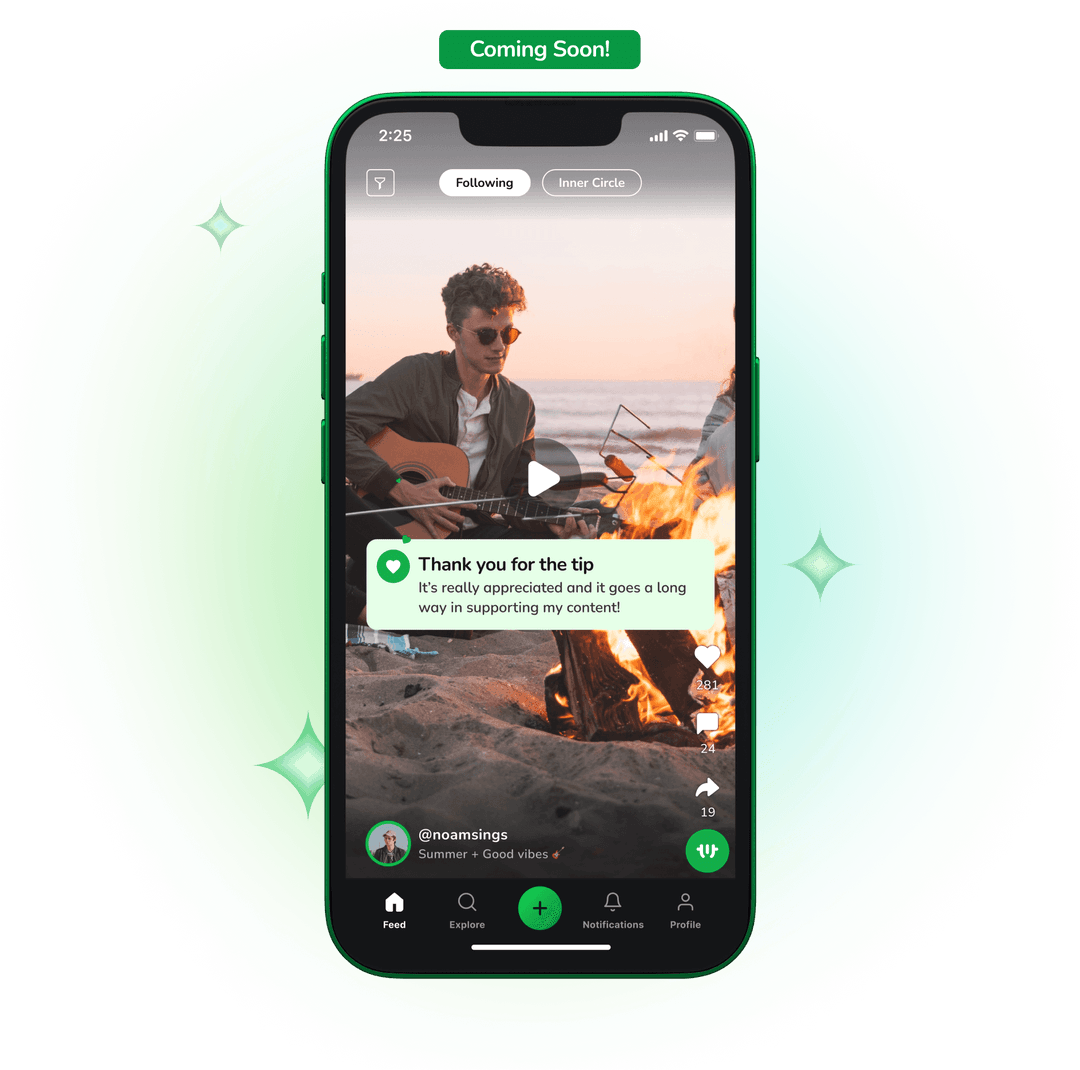 Coming Soon!
2:25
Following
Inner Circle
Thank you for the tip
It's really appreciated and it goes a long
way in supporting my content!
281
24
19
@noamsings
Summer + Good vibes 🎻
Feed
Explore
Notifications
Profile